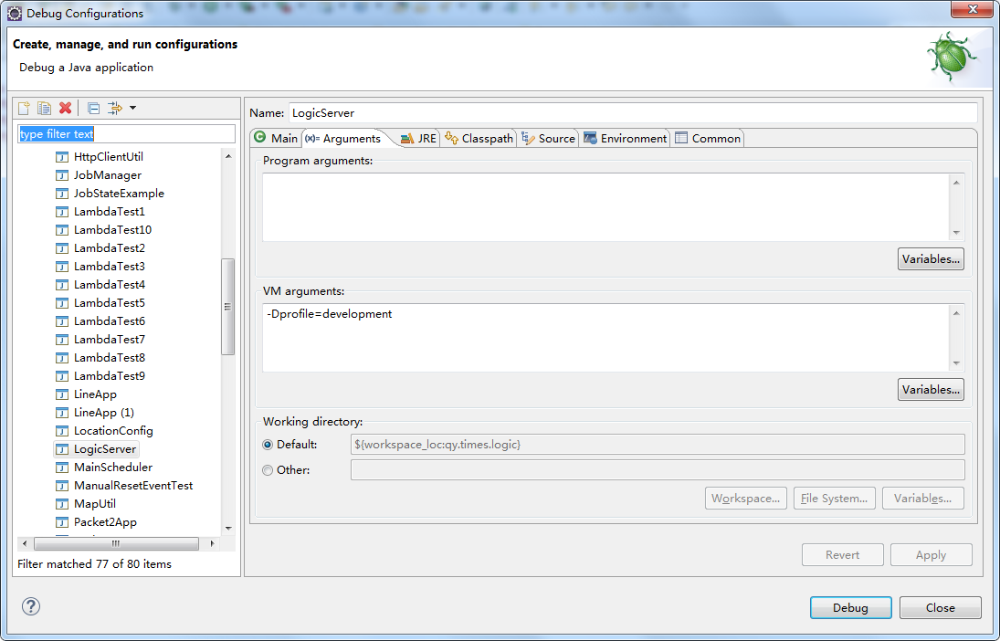 Debug Configurations
Create, manage, and run configurations
Debug a Java application
type filter text
HttpClientUtil
JobManager
JobStateExample
LambdaTest1
LambdaTest10
LambdaTest2
LambdaTest3
LambdaTest4
LambdaTest5
LambdaTest6
LambdaTest7
LambdaTest8
LambdaTest9
LineApp
LineApp (1)
LocationConfig
LogicServer
MainScheduler
ManualResetEventTest
MapUtil
Packet2App
Filter matched 77 of 80 items
Name: LogicServer
Main (x)= Arguments JRE Classpath Source Environment Common
Program arguments:
Variables...
VM arguments:
-Dprofile=development
Variables...
Working directory:
Default: ${workspace_loc:qy.times.logic}
Other:
Workspace... File System... Variables...
Revert Apply
? Debug Close